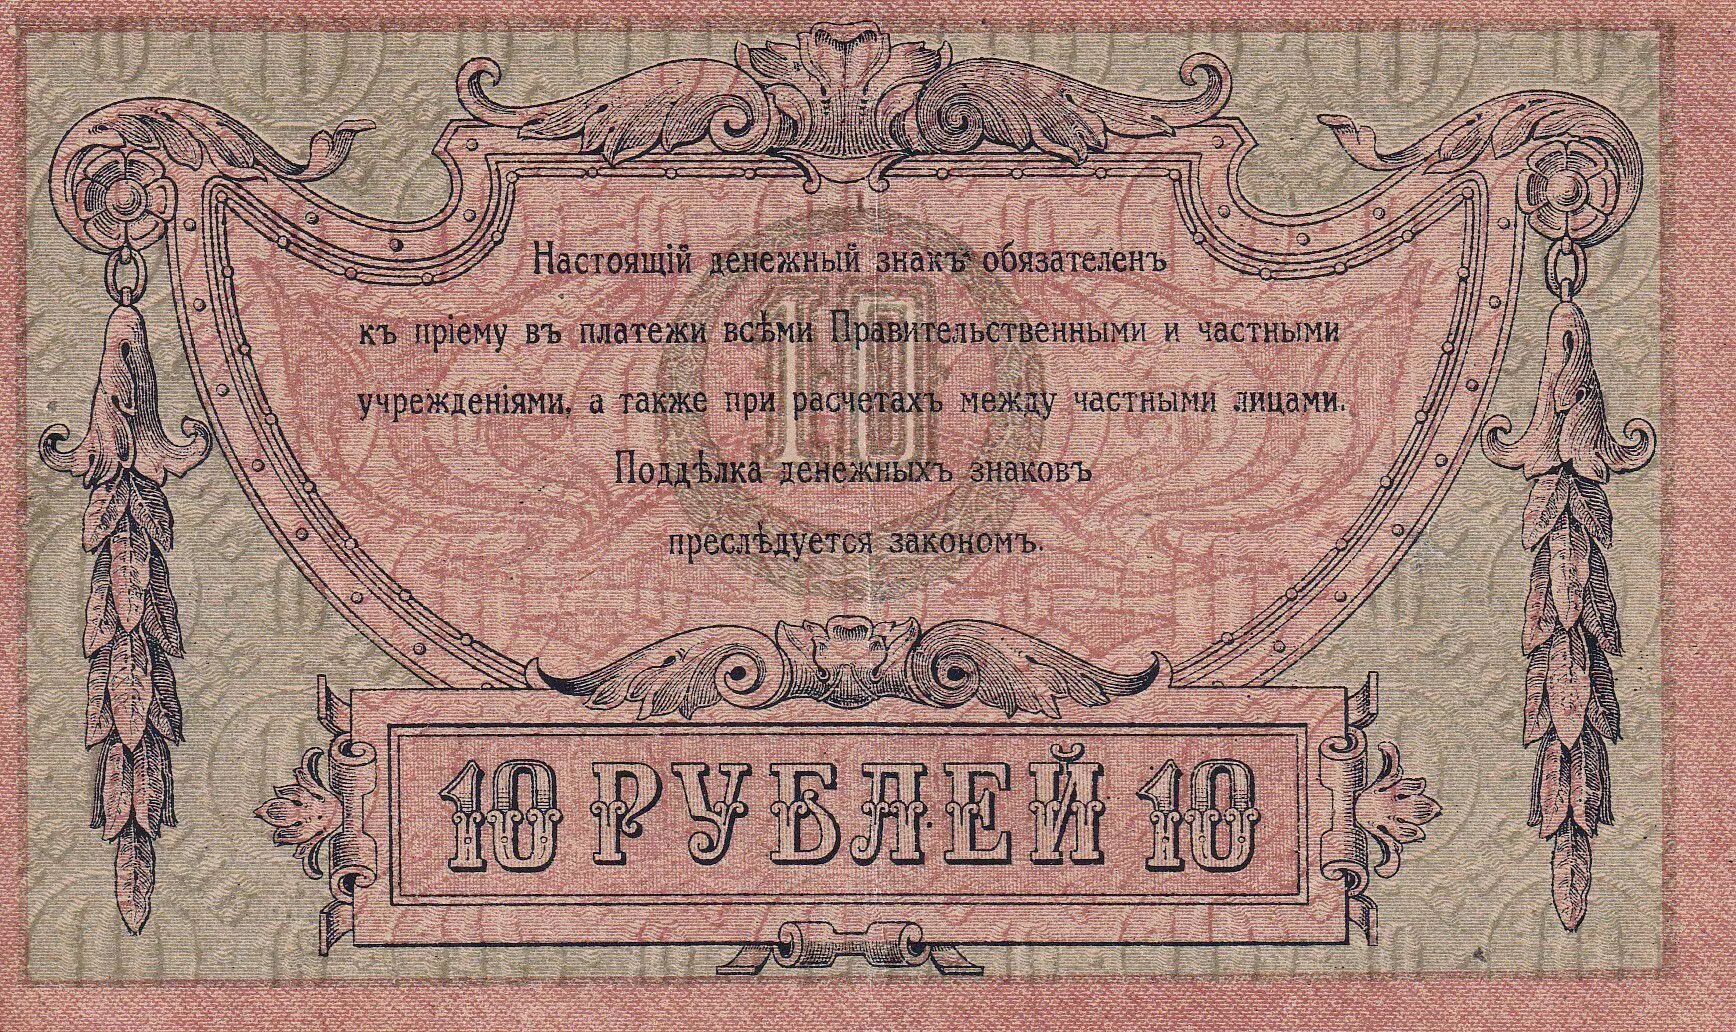 Настоящій денежный знакъ обязателенъ
къ пріему въ платежи всѣми Правительственными и частными
учрежденіями, а также при расчетахъ между частными лицами.
Поддѣлка денежныхъ знаковъ
преслѣдуется закономъ.
10
10 РУБЛЕЙ 10